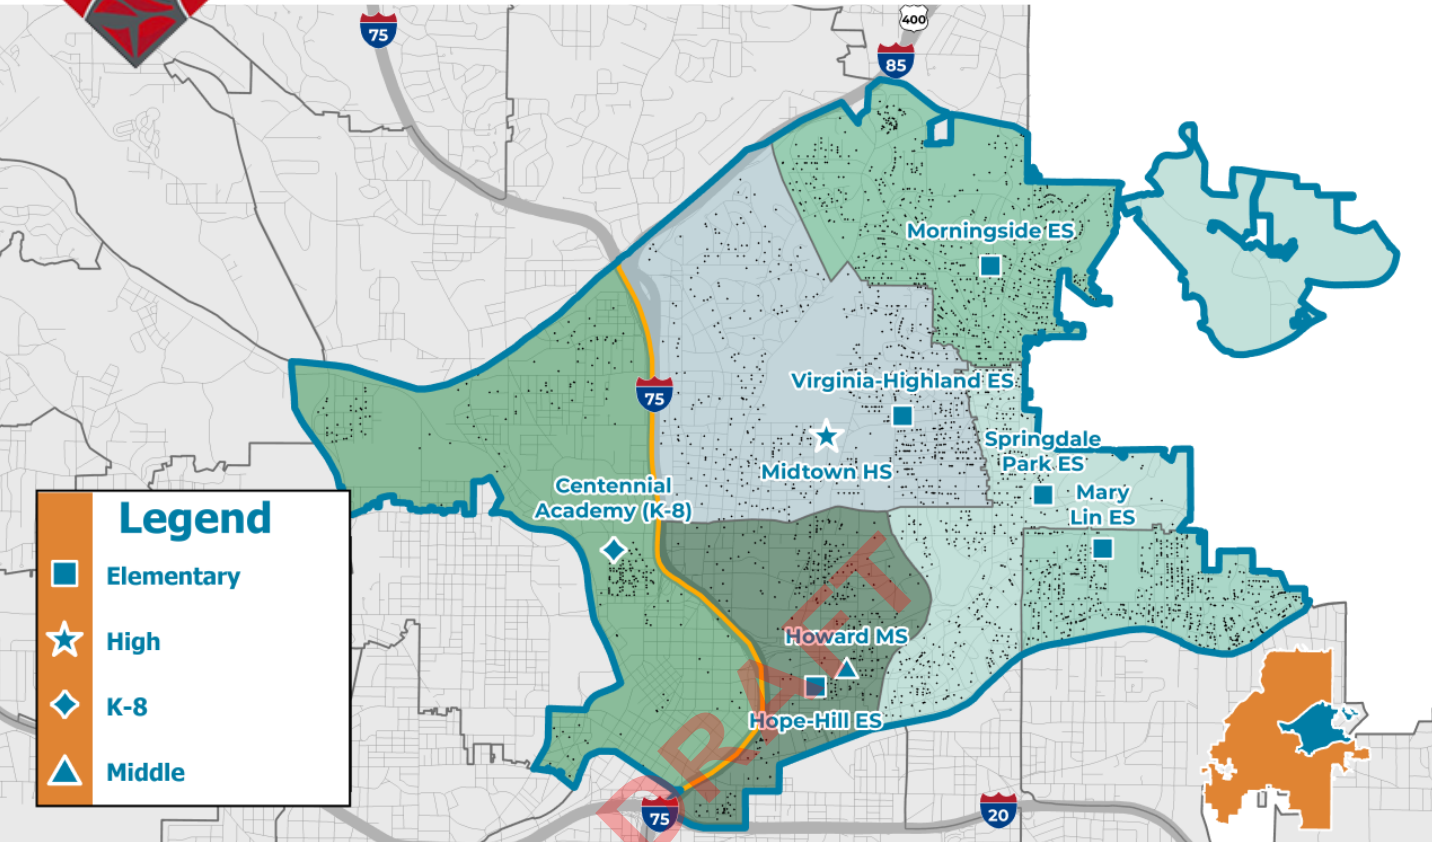 75
400
85
Morningside ES
75
Virginia-Highland ES
Midtown HS
Springdale
Park ES
Mary
Lin ES
Centennial
Academy (K-8)
Legend
Elementary
High
K-8
Middle
Howard MS
Hope-Hill ES
DRAFT
75
20